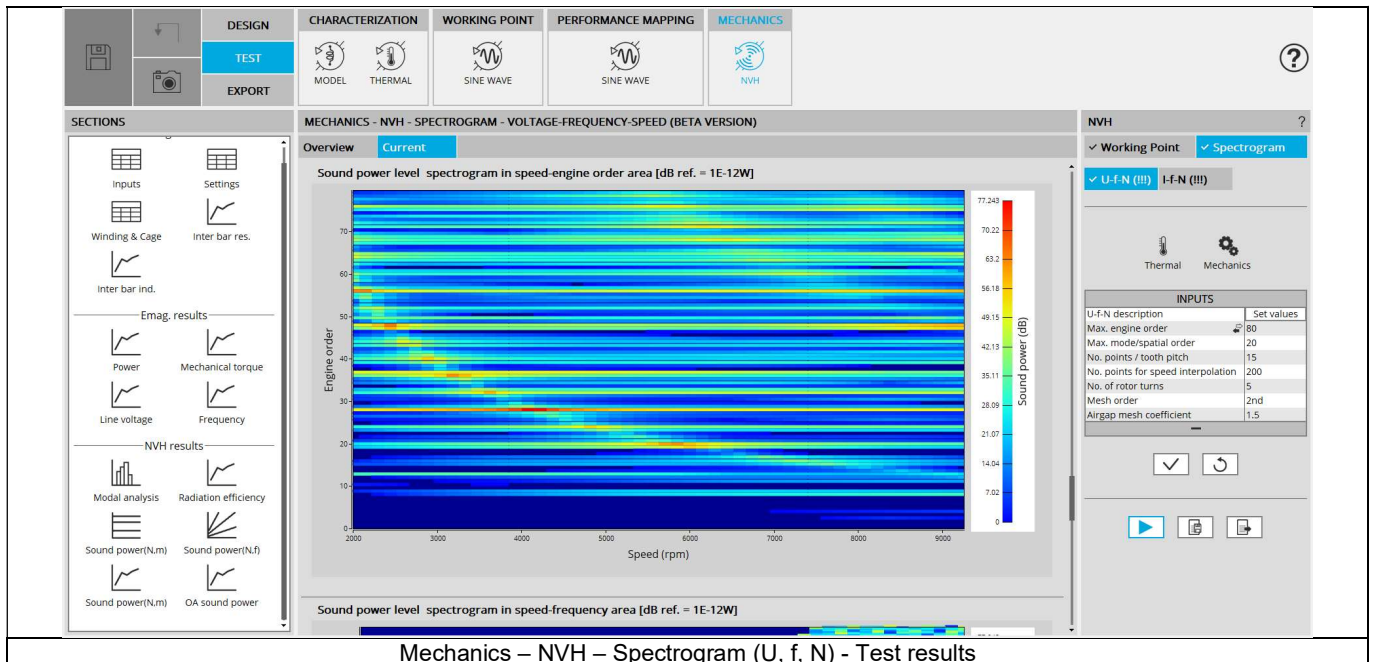 DESIGN
TEST
EXPORT
CHARACTERIZATION
MODEL
THERMAL
WORKING POINT
SINE WAVE
PERFORMANCE MAPPING
SINE WAVE
MECHANICS
NVH
?
SECTIONS
Inputs
Settings
Winding & Cage
Inter bar res.
Inter bar ind.
Emag. results
Power
Mechanical torque
Line voltage
Frequency
NVH results
Modal analysis
Radiation efficiency
Sound power(N,m)
Sound power(N,f)
Sound power(N,m)
OA sound power
MECHANICS - NVH - SPECTROGRAM - VOLTAGE-FREQUENCY-SPEED (BETA VERSION)
Overview
Current
Sound power level spectrogram in speed-engine order area [dB ref. = 1E-12W]
Engine order
70
60
50
40
30
20
10
0
2000 3000 4000 5000 6000 7000 8000 9000
Speed (rpm)
77.243
70.22
63.2
56.18
49.15
42.13
35.11
28.09
21.07
14.04
7.02
0
Sound power (dB)
Sound power level spectrogram in speed-frequency area [dB ref. = 1E-12W]
NVH ?
Working Point
Spectrogram
U-f-N (!!!)
I-f-N (!!!)
Thermal
Mechanics
INPUTS
U-f-N description Set values
Max. engine order 80
Max. mode/spatial order 20
No. points / tooth pitch 15
No. points for speed interpolation 200
No. of rotor turns 5
Mesh order 2nd
Airgap mesh coefficient 1.5
Mechanics – NVH – Spectrogram (U, f, N) - Test results